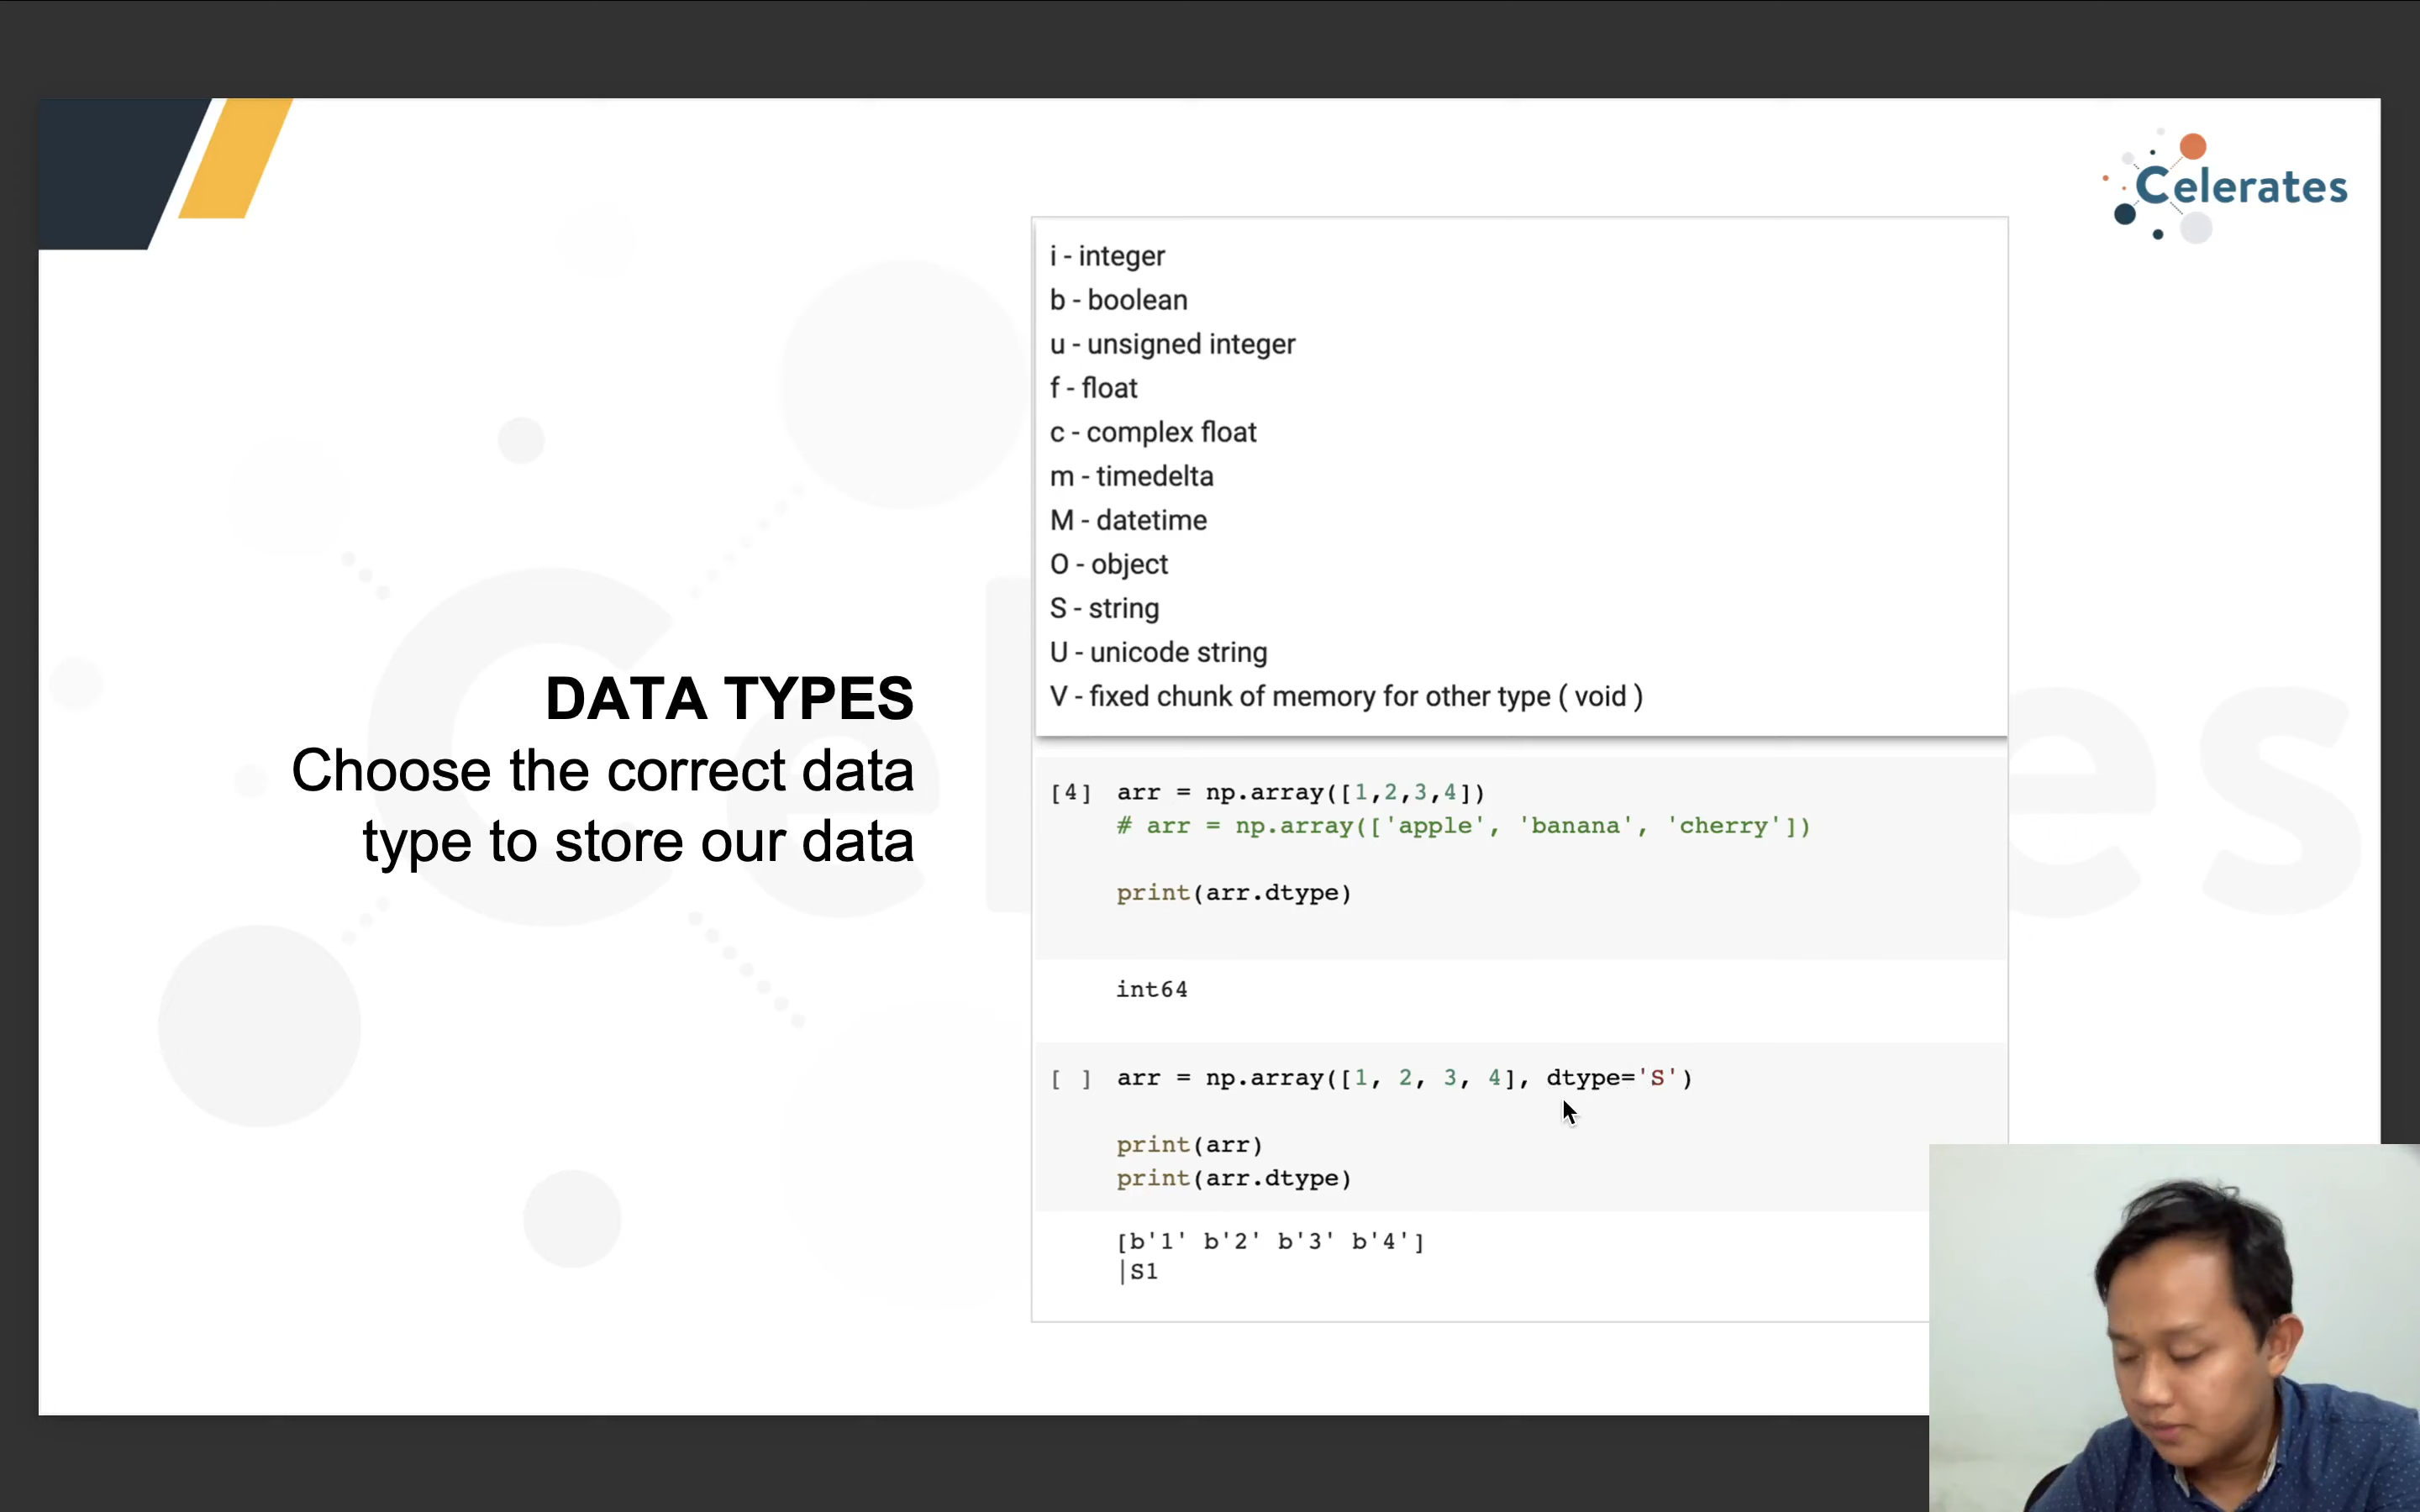 Celerates
i - integer
b - boolean
u - unsigned integer
f - float
c - complex float
m - timedelta
M - datetime
O - object
S - string
U - unicode string
V - fixed chunk of memory for other type ( void )
DATA TYPES
Choose the correct data
type to store our data
[4] arr = np.array([1,2,3,4])
# arr = np.array(['apple', 'banana', 'cherry'])
print(arr.dtype)
int64
[ ] arr = np.array([1, 2, 3, 4], dtype='S')
print(arr)
print(arr.dtype)
[b'1' b'2' b'3' b'4']
|S1